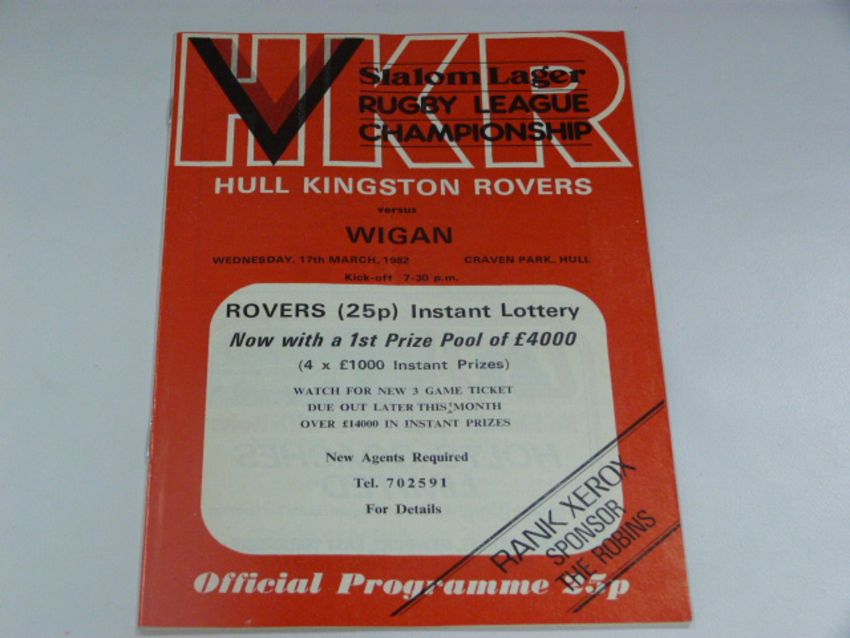 HKR
Slalom Lager
RUGBY LEAGUE
CHAMPIONSHIP
HULL KINGSTON ROVERS
versus
WIGAN
WEDNESDAY, 17th MARCH, 1982 CRAVEN PARK, HULL
Kick-off 7-30 p.m.
ROVERS (25p) Instant Lottery
Now with a 1st Prize Pool of £4000
(4 x £1000 Instant Prizes)
WATCH FOR NEW 3 GAME TICKET
DUE OUT LATER THIS MONTH
OVER £14000 IN INSTANT PRIZES
New Agents Required
Tel. 702591
For Details
RANK XEROX
SPONSOR
THE ROBINS
Official Programme 25p